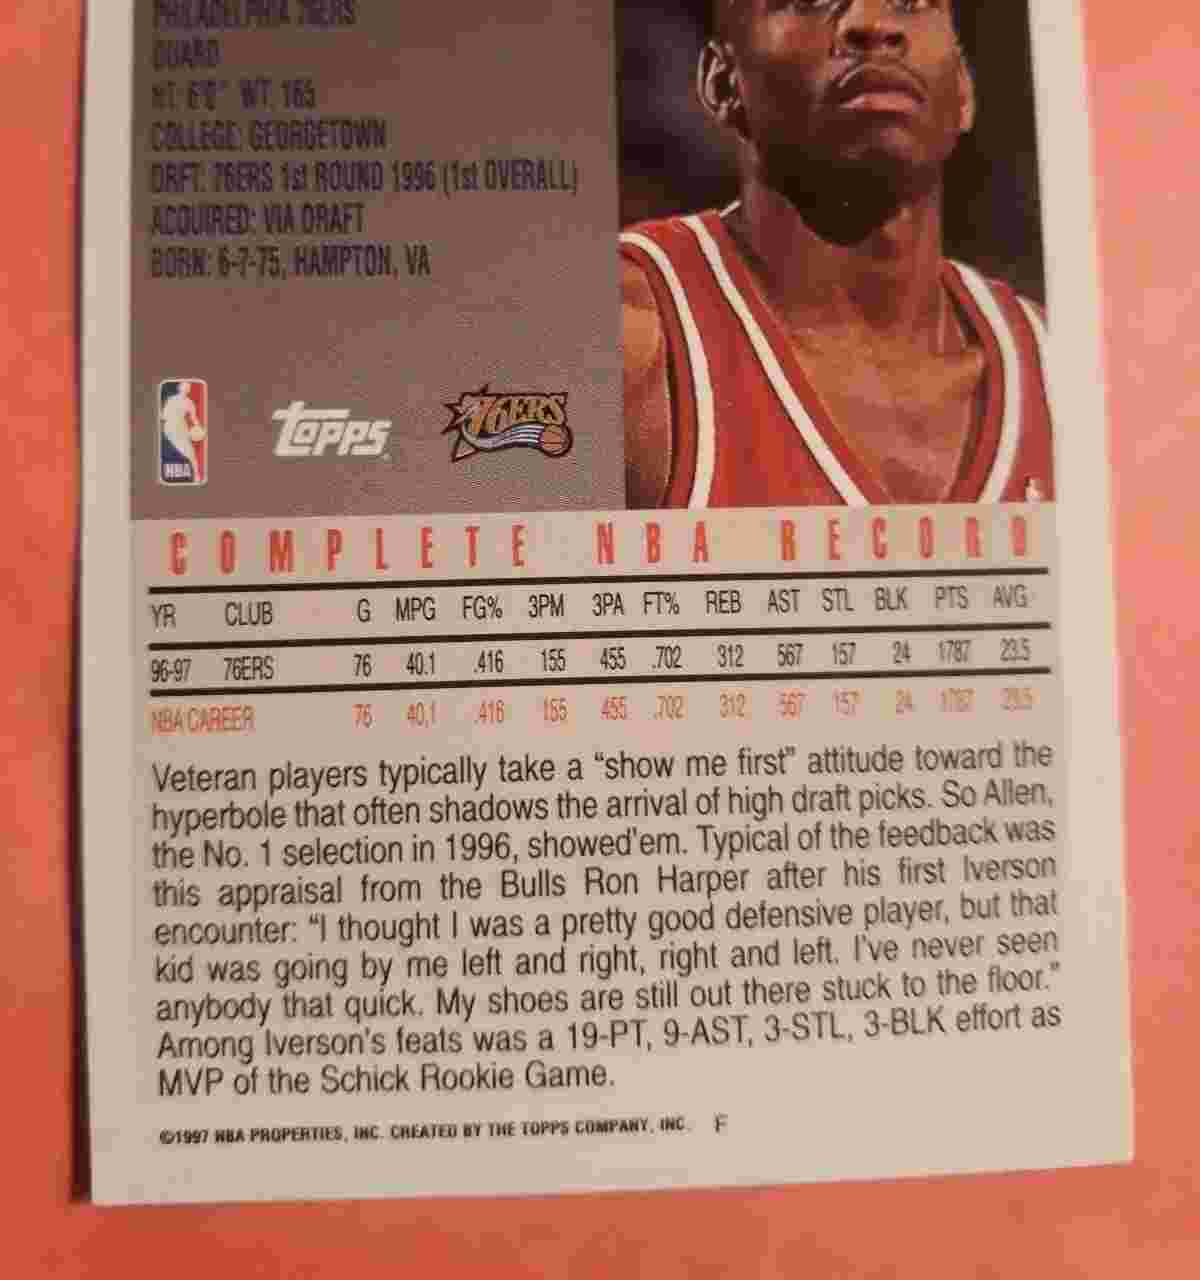 PHILADELPHIA 76ERS
GUARD
HT: 6'0" WT: 165
COLLEGE: GEORGETOWN
DRFT: 76ERS 1st ROUND 1996 (1st OVERALL)
ACQUIRED: VIA DRAFT
BORN: 6-7-75, HAMPTON, VA
NBA TOPPS 76ERS
COMPLETE NBA RECORD
YR CLUB G MPG FG% 3PM 3PA FT% REB AST STL BLK PTS AVG
96-97 76ERS 76 40.1 .416 155 455 .702 312 567 157 24 1787 23.5
NBA CAREER 76 40.1 .416 155 455 .702 312 567 157 24 1787 23.5
Veteran players typically take a “show me first” attitude toward the
hyperbole that often shadows the arrival of high draft picks. So Allen,
the No. 1 selection in 1996, showed'em. Typical of the feedback was
this appraisal from the Bulls Ron Harper after his first Iverson
encounter: “I thought I was a pretty good defensive player, but that
kid was going by me left and right, right and left. I've never seen
anybody that quick. My shoes are still out there stuck to the floor.”
Among Iverson's feats was a 19-PT, 9-AST, 3-STL, 3-BLK effort as
MVP of the Schick Rookie Game.
©1997 NBA PROPERTIES, INC. CREATED BY THE TOPPS COMPANY, INC. F